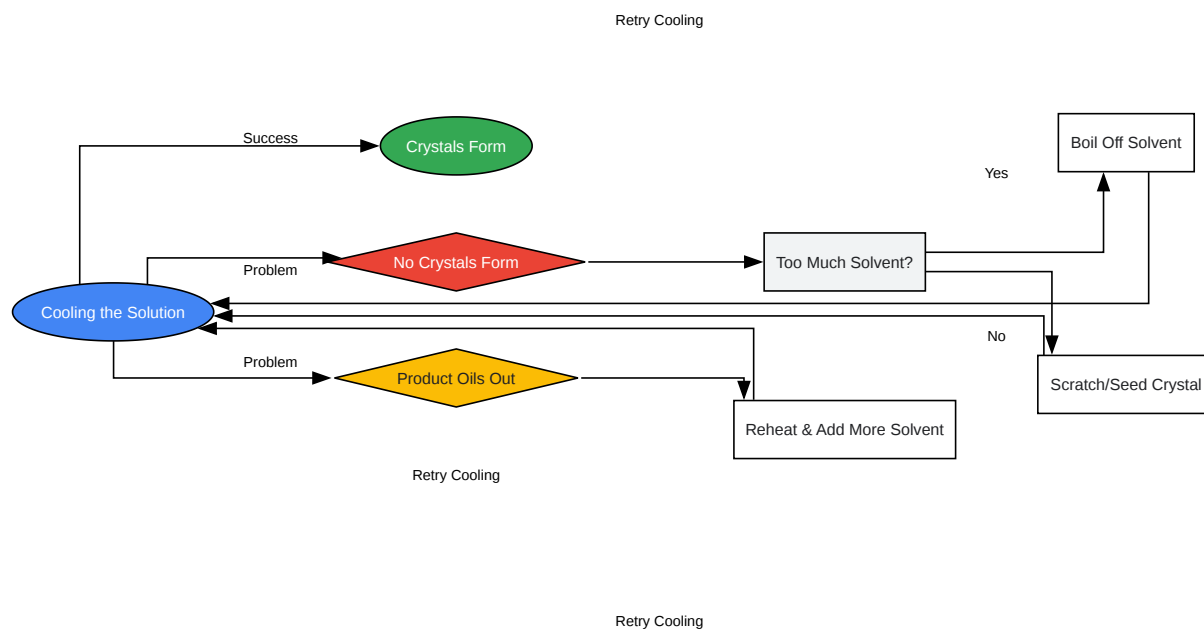 Retry Cooling
Success
Crystals Form
Boil Off Solvent
Yes
Problem
No Crystals Form
Too Much Solvent?
Cooling the Solution
No
Problem
Product Oils Out
Scratch/Seed Crystal
Reheat & Add More Solvent
Retry Cooling
Retry Cooling